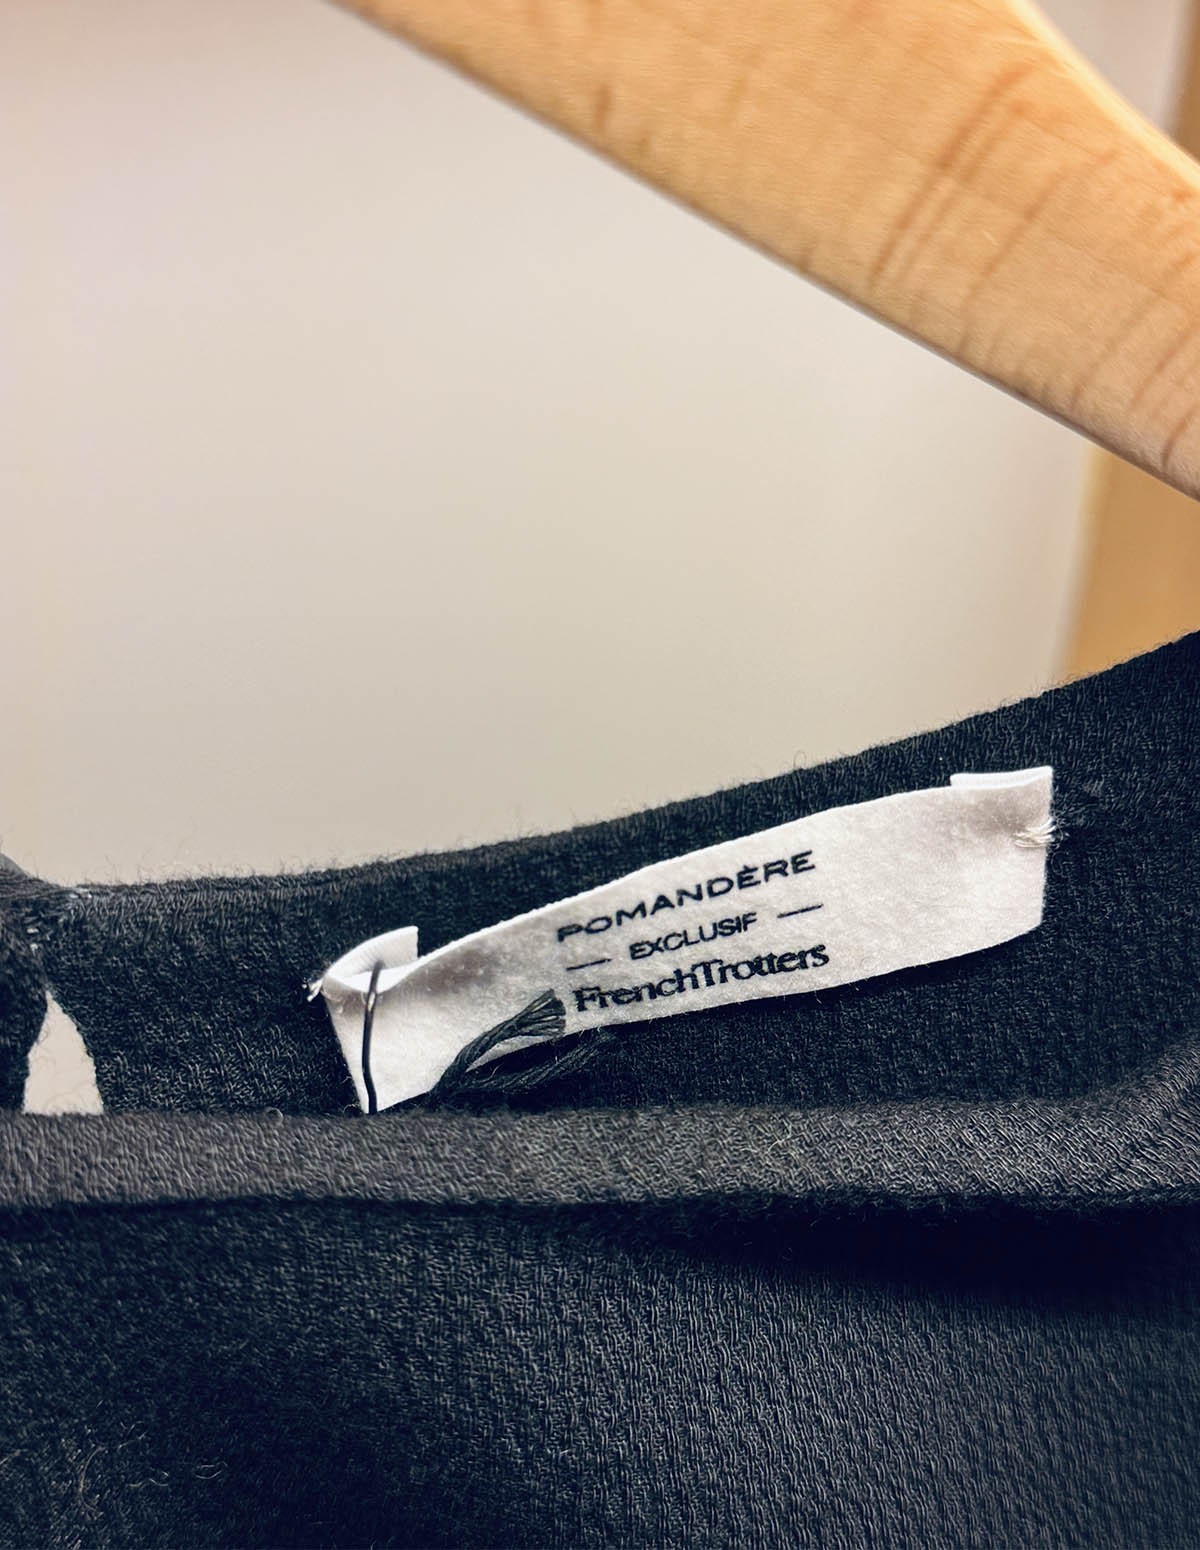 POMANDÈRE
— EXCLUSIF —
FrenchTrotters